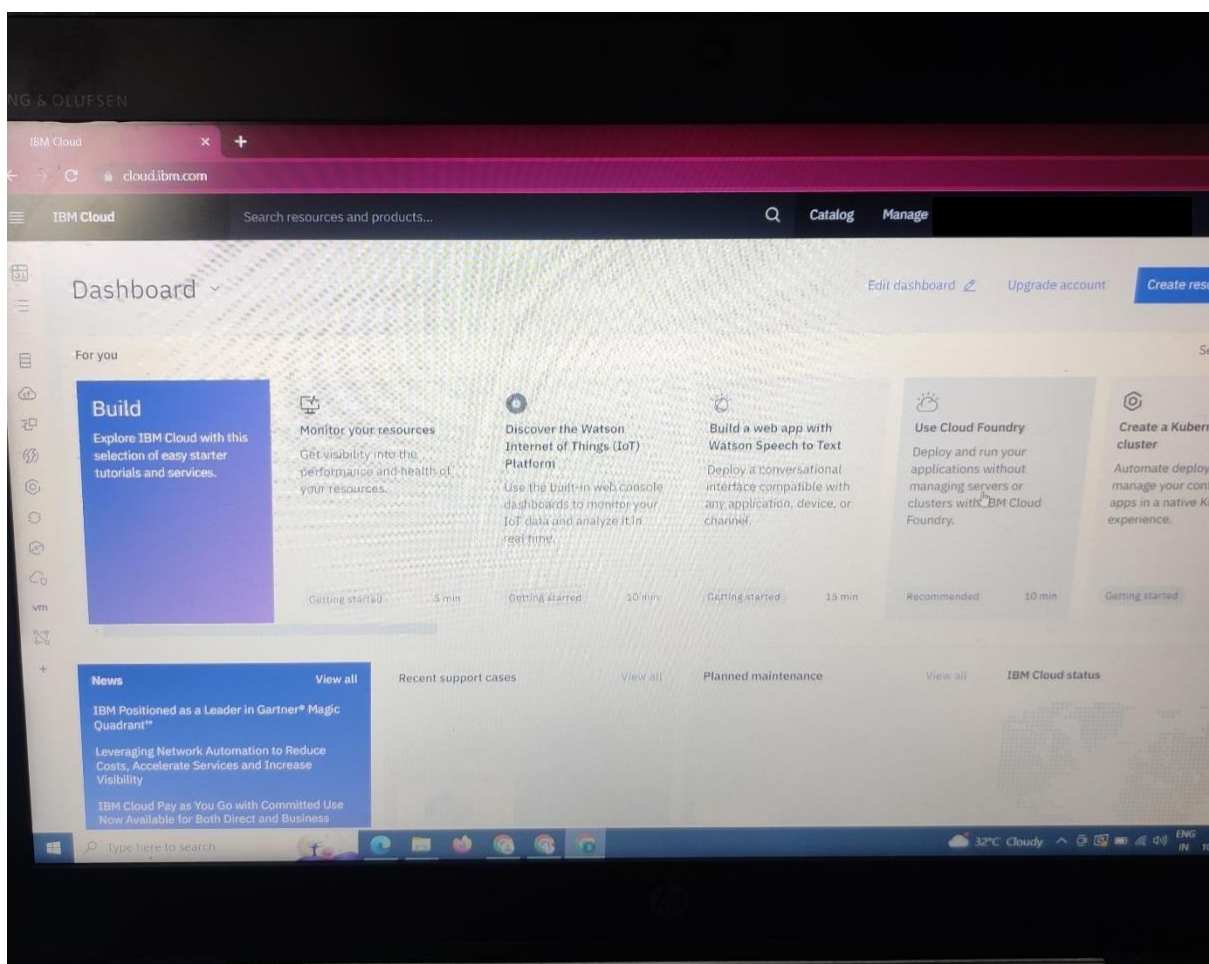 NG & OLUFSEN
IBM Cloud
cloud.ibm.com
IBM Cloud
Search resources and products...
Catalog
Manage
Dashboard
Edit dashboard
Upgrade account
Create res
For you
Se
Build
Explore IBM Cloud with this
selection of easy starter
tutorials and services.
Monitor your resources
Get visibility into the
performance and health of
your resources.
Getting started
5 min
Discover the Watson
Internet of Things (IoT)
Platform
Use the built-in web console
dashboards to monitor your
IoT data and analyze it in
real time.
Getting started
10 min
Build a web app with
Watson Speech to Text
Deploy a conversational
interface compatible with
any application, device, or
channel.
Getting started
15 min
Use Cloud Foundry
Deploy and run your
applications without
managing servers or
clusters with IBM Cloud
Foundry.
Recommended
10 min
Create a Kubern
cluster
Automate deploy
manage your con
apps in a native K
experience.
Getting started
vm
News
View all
IBM Positioned as a Leader in Gartner® Magic
Quadrant™
Leveraging Network Automation to Reduce
Costs, Accelerate Services and Increase
Visibility
IBM Cloud Pay as You Go with Committed Use
Now Available for Both Direct and Business
Recent support cases
View all
Planned maintenance
View all
IBM Cloud status
Type here to search
32°C Cloudy
ENG
IN
hp